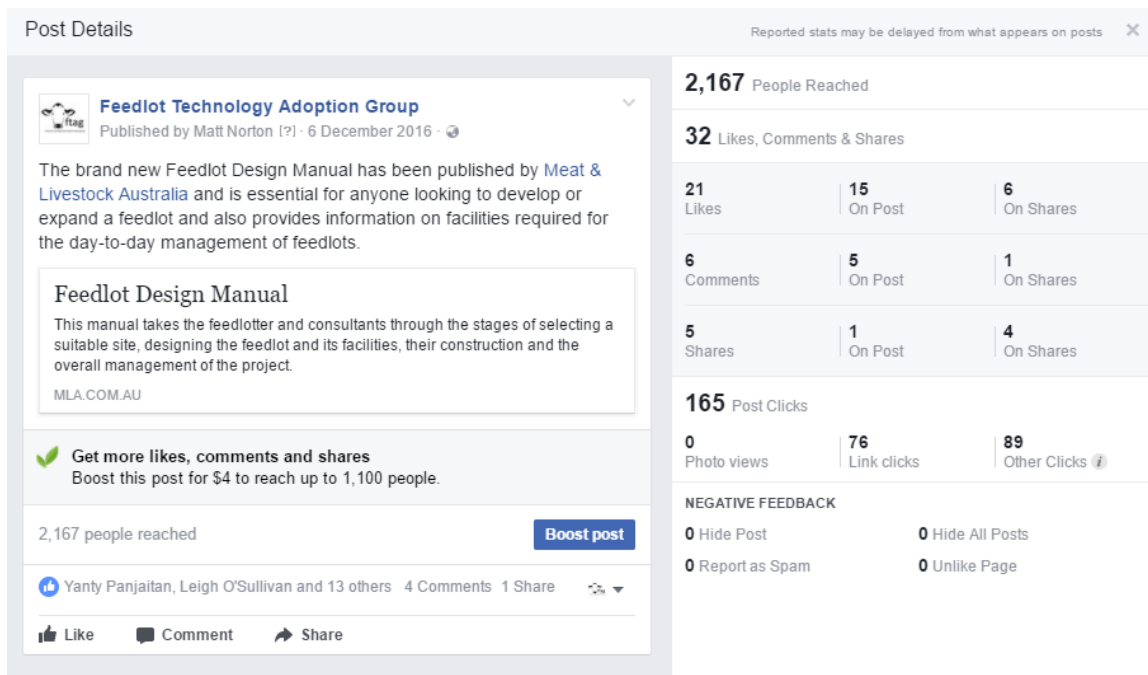 Post Details
Reported stats may be delayed from what appears on posts
ftag
Feedlot Technology Adoption Group
Published by Matt Norton [?] · 6 December 2016 ·
The brand new Feedlot Design Manual has been published by Meat &
Livestock Australia and is essential for anyone looking to develop or
expand a feedlot and also provides information on facilities required for
the day-to-day management of feedlots.
Feedlot Design Manual
This manual takes the feedlotter and consultants through the stages of selecting a
suitable site, designing the feedlot and its facilities, their construction and the
overall management of the project.
MLA.COM.AU
Get more likes, comments and shares
Boost this post for $4 to reach up to 1,100 people.
2,167 people reached
Boost post
Yanty Panjaitan, Leigh O'Sullivan and 13 others 4 Comments 1 Share
Like Comment Share
2,167 People Reached
32 Likes, Comments & Shares
21 15 6
Likes On Post On Shares
6 5 1
Comments On Post On Shares
5 1 4
Shares On Post On Shares
165 Post Clicks
0 76 89
Photo views Link clicks Other Clicks i
NEGATIVE FEEDBACK
0 Hide Post 0 Hide All Posts
0 Report as Spam 0 Unlike Page